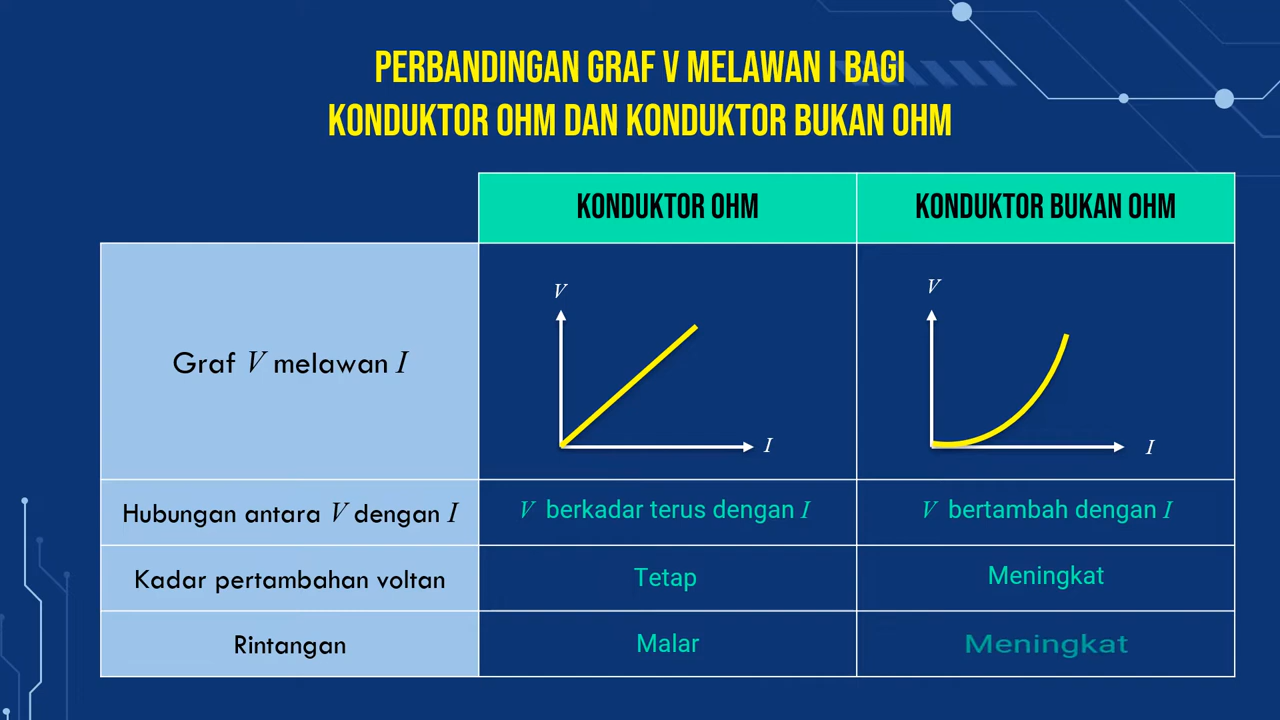 PERBANDINGAN GRAF V MELAWAN I BAGI
KONDUKTOR OHM DAN KONDUKTOR BUKAN OHM
KONDUKTOR OHM
KONDUKTOR BUKAN OHM
Graf V melawan I
V
I
V
I
Hubungan antara V dengan I
V berkadar terus dengan I
V bertambah dengan I
Kadar pertambahan voltan
Tetap
Meningkat
Rintangan
Malar
Meningkat